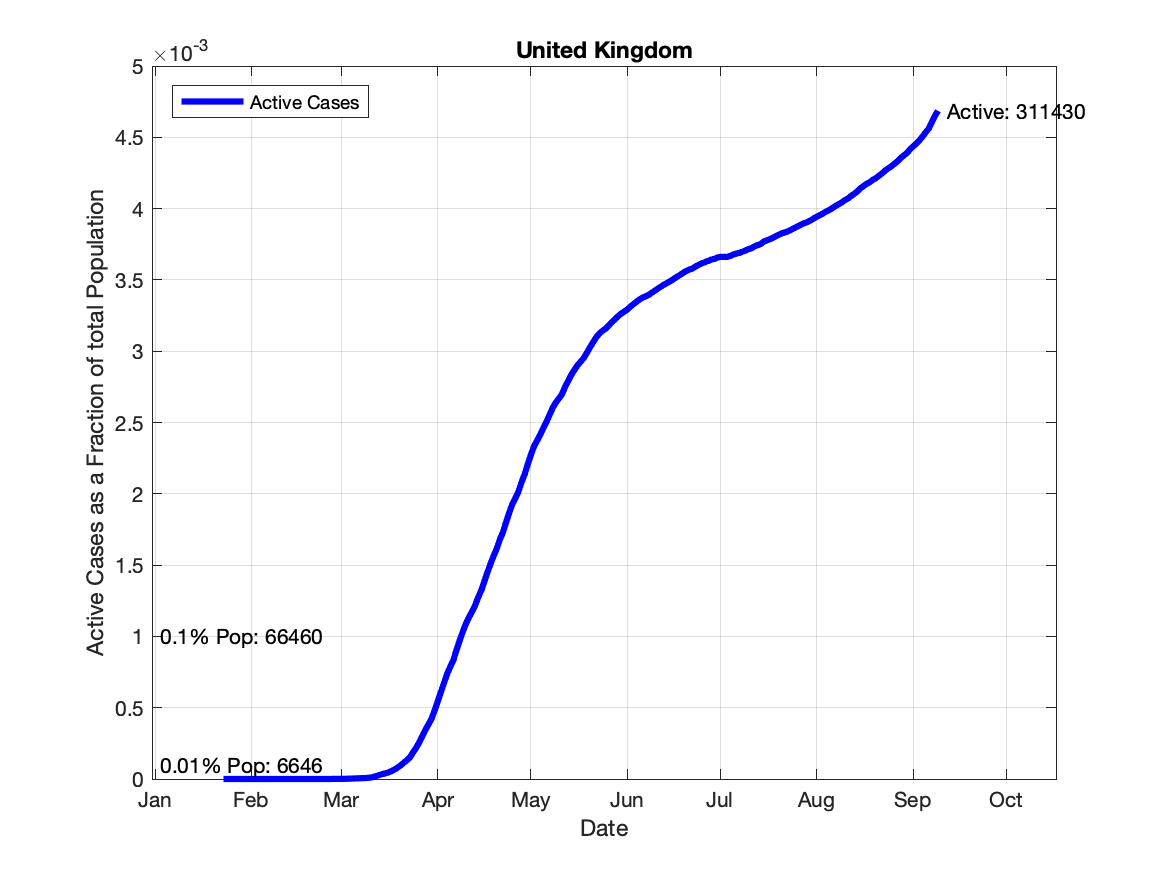 United Kingdom
×10-3
5
4.5
4
3.5
3
2.5
2
1.5
1
0.5
0
Active Cases as a Fraction of total Population
Active Cases
Active: 311430
0.1% Pop: 66460
0.01% Pop: 6646
Jan Feb Mar Apr May Jun Jul Aug Sep Oct
Date